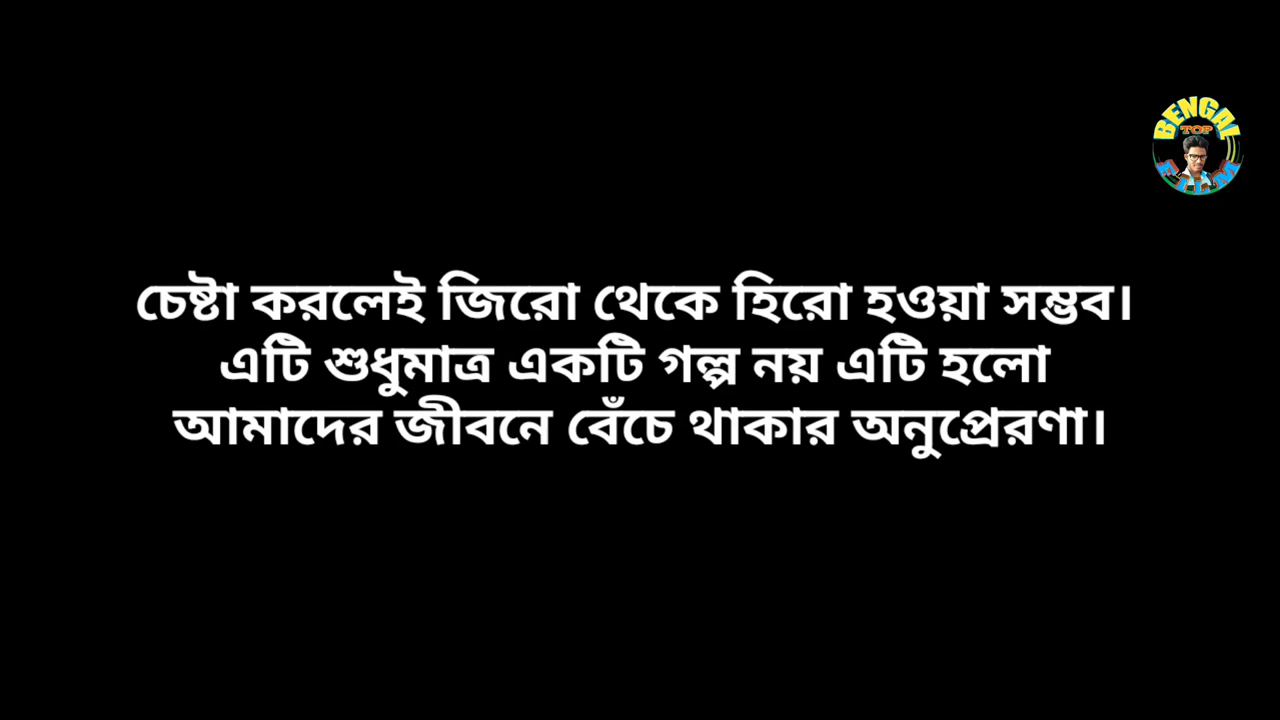 BENGAL
TOP
FILM
চেষ্টা করলেই জিরো থেকে হিরো হওয়া সম্ভব।
এটি শুধুমাত্র একটি গল্প নয় এটি হলো
আমাদের জীবনে বেঁচে থাকার অনুপ্রেরণা।